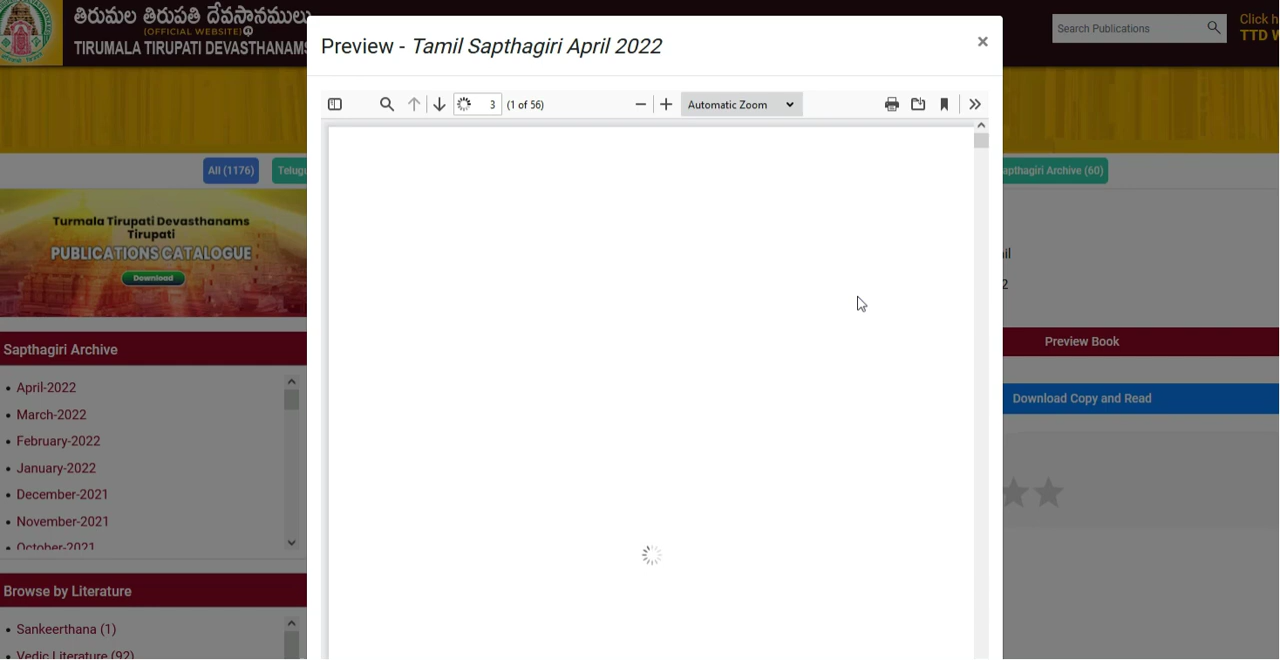 తిరుమల తిరుపతి దేవస్థానములు
(OFFICIAL WEBSITE)
TIRUMALA TIRUPATI DEVASTHANAMS
Search Publications
Click h
TTD W
Preview - Tamil Sapthagiri April 2022
×
3 (1 of 56)
Automatic Zoom
All (1176)
Telugu
apthagiri Archive (60)
Turmala Tirupati Devasthanams
Tirupati
PUBLICATIONS CATALOGUE
Download
il
2
Preview Book
Download Copy and Read
Sapthagiri Archive
• April-2022
• March-2022
• February-2022
• January-2022
• December-2021
• November-2021
• October-2021
Browse by Literature
• Sankeerthana (1)
• Vedic Literature (92)